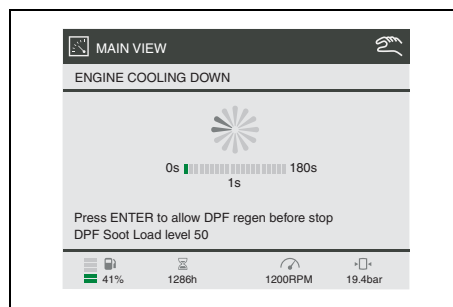 MAIN VIEW
ENGINE COOLING DOWN
0s 180s
1s
Press ENTER to allow DPF regen before stop
DPF Soot Load level 50
41% 1286h 1200RPM 19.4bar